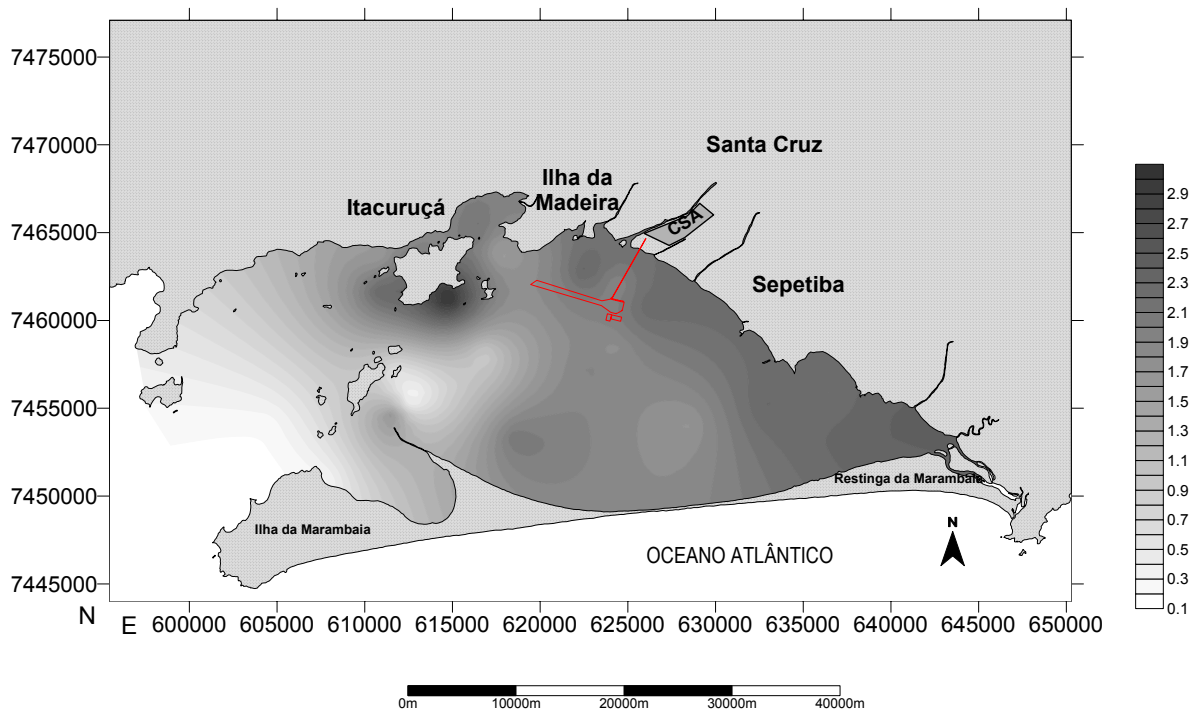 7475000
7470000
7465000
7460000
7455000
7450000
7445000
Santa Cruz
Ilha da
Madeira
Itacuruçá
CSA
Sepetiba
Restinga da Marambaia
Ilha da Marambaia
N
OCEANO ATLÂNTICO
2.9
2.7
2.5
2.3
2.1
1.9
1.7
1.5
1.3
1.1
0.9
0.7
0.5
0.3
0.1
N
E
600000 605000 610000 615000 620000 625000 630000 635000 640000 645000 650000
0m 10000m 20000m 30000m 40000m